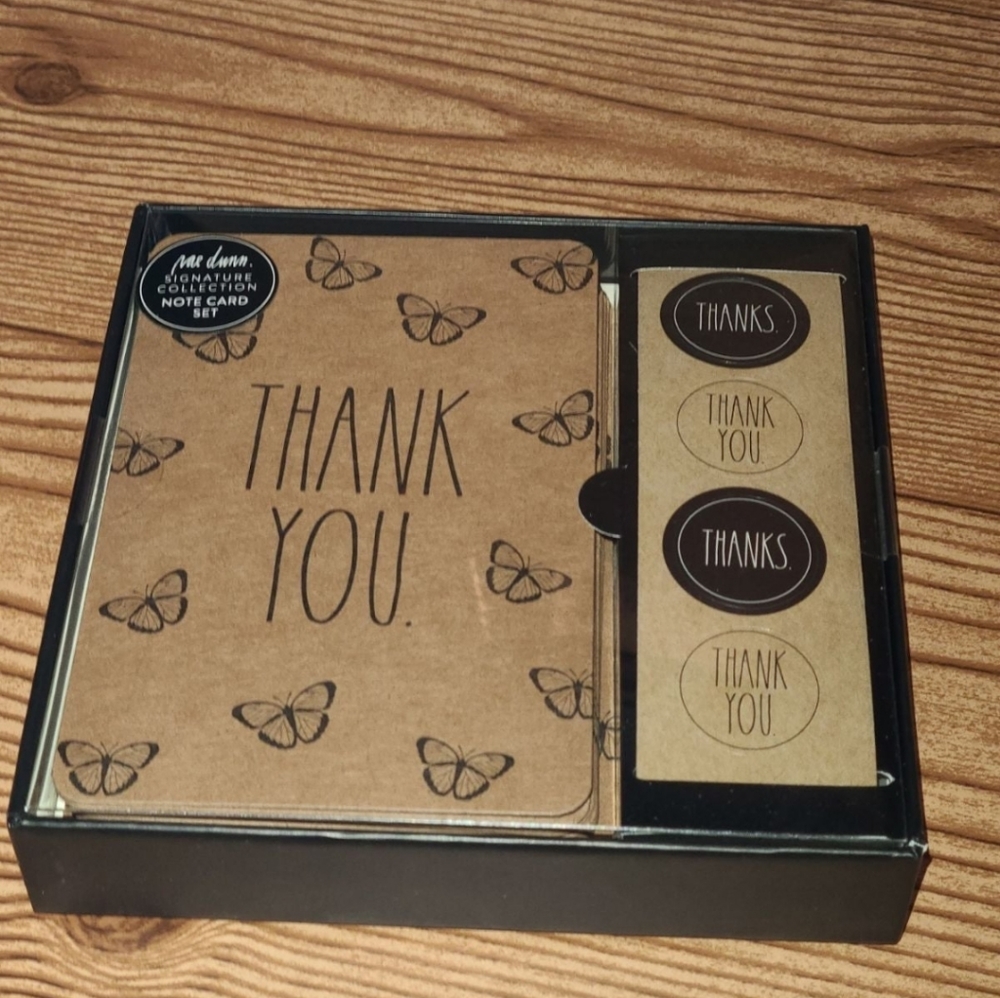 rae dunn.
SIGNATURE
COLLECTION
NOTE CARD
SET
THANK
YOU.
THANKS.
THANK
YOU.
THANKS.
THANK
YOU.